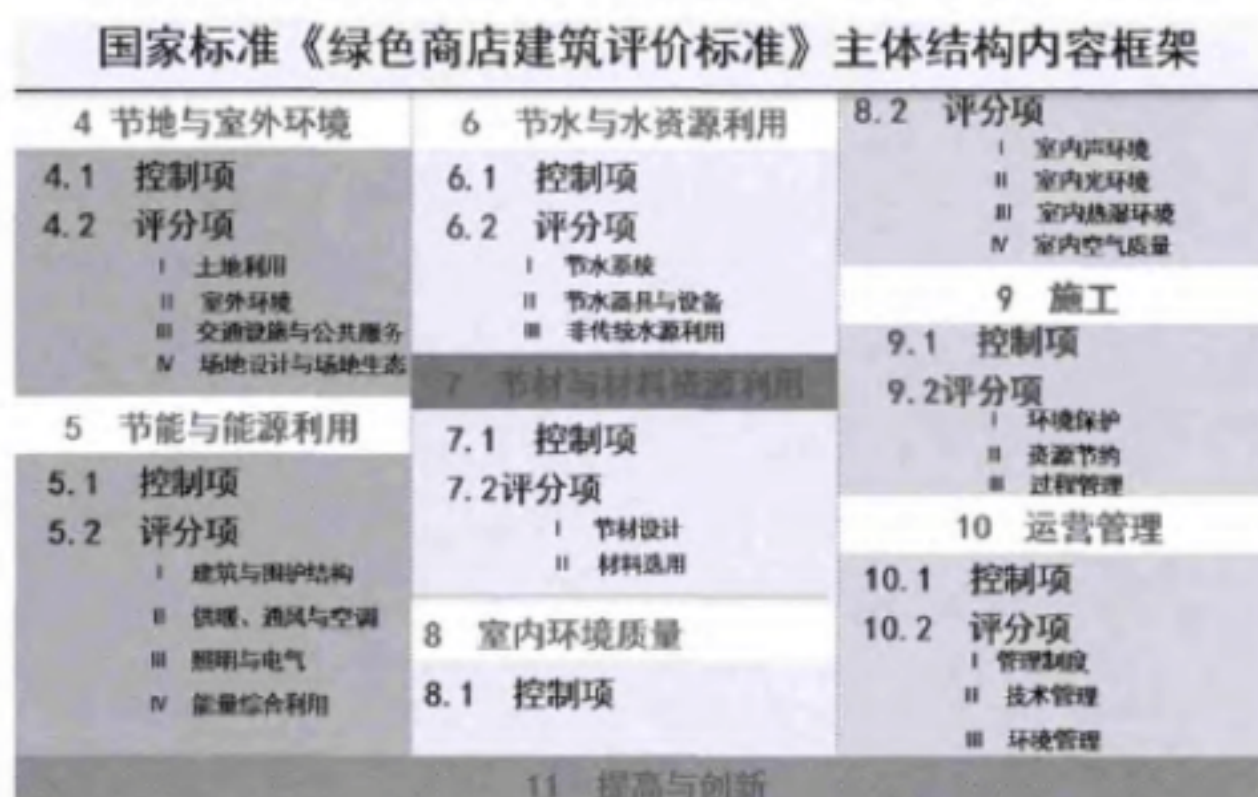 国家标准《绿色商店建筑评价标准》主体结构内容框架
4 节地与室外环境
4.1 控制项
4.2 评分项
I 土地利用
II 室外环境
III 交通设施与公共服务
IV 场地设计与场地生态
5 节能与能源利用
5.1 控制项
5.2 评分项
I 建筑与围护结构
II 供暖、通风与空调
III 照明与电气
IV 能量综合利用
6 节水与水资源利用
6.1 控制项
6.2 评分项
I 节水系统
II 节水器具与设备
III 非传统水源利用
7 节材与材料资源利用
7.1 控制项
7.2评分项
I 节材设计
II 材料选用
8 室内环境质量
8.1 控制项
8.2 评分项
I 室内声环境
II 室内光环境
III 室内热湿环境
IV 室内空气质量
9 施工
9.1 控制项
9.2评分项
I 环境保护
II 资源节约
III 过程管理
10 运营管理
10.1 控制项
10.2 评分项
I 管理制度
II 技术管理
III 环境管理
11 提高与创新